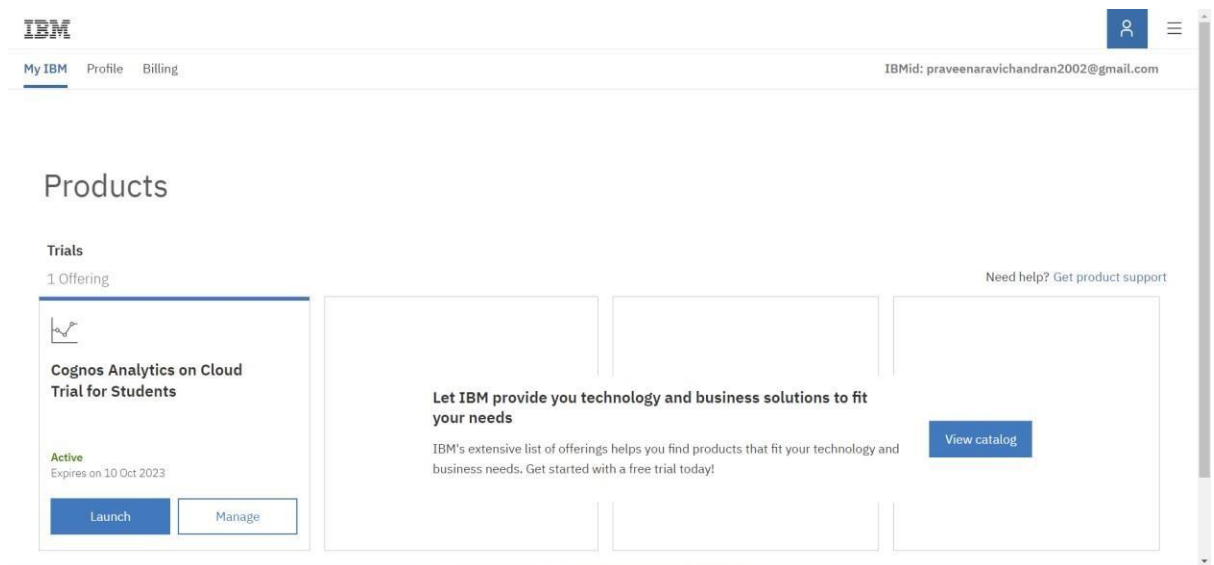 IBM
My IBM Profile Billing
IBMid: praveenaravichandran2002@gmail.com
Products
Trials
1 Offering
Need help? Get product support
Cognos Analytics on Cloud
Trial for Students
Active
Expires on 10 Oct 2023
Launch Manage
Let IBM provide you technology and business solutions to fit
your needs
IBM's extensive list of offerings helps you find products that fit your technology and
business needs. Get started with a free trial today!
View catalog